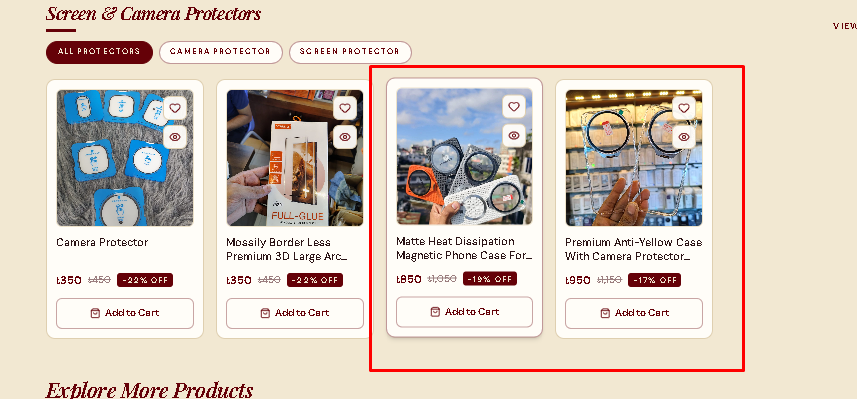 Screen & Camera Protectors
VIEW
ALL PROTECTORS
CAMERA PROTECTOR
SCREEN PROTECTOR
FULL-GLUE
Camera Protector
৳350 ৳450 -22% OFF
Add to Cart
Mossily Border Less
Premium 3D Large Arc...
৳350 ৳450 -22% OFF
Add to Cart
Matte Heat Dissipation
Magnetic Phone Case For...
৳850 ৳1,050 -19% OFF
Add to Cart
Premium Anti-Yellow Case
With Camera Protector...
৳950 ৳1,150 -17% OFF
Add to Cart
Explore More Products